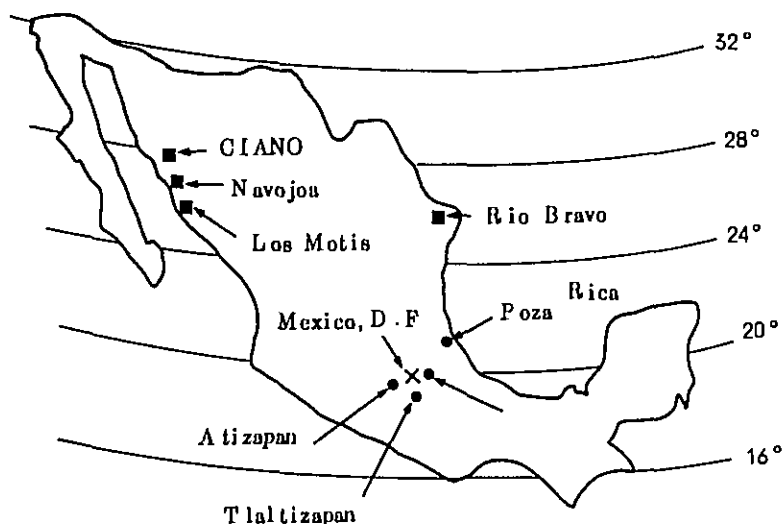 32°
CIANO
28°
Navojoa
Rio Bravo
Los Motis
24°
Rica
Mexico, D.F
Poza
20°
Atizapan
16°
Tlaltizapan